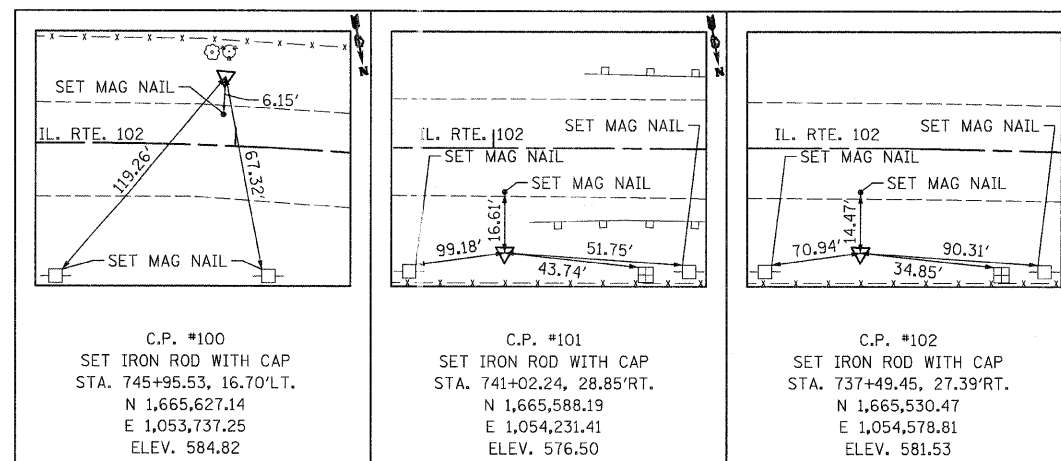 SET MAG NAIL
6.15'
IL. RTE. 102
119.26'
67.32'
SET MAG NAIL
N
C.P. #100
SET IRON ROD WITH CAP
STA. 745+95.53, 16.70'LT.
N 1,665,627.14
E 1,053,737.25
ELEV. 584.82
IL. RTE. 102
SET MAG NAIL
SET MAG NAIL
SET MAG NAIL
16.61'
99.18'
51.75'
43.74'
N
C.P. #101
SET IRON ROD WITH CAP
STA. 741+02.24, 28.85'RT.
N 1,665,588.19
E 1,054,231.41
ELEV. 576.50
IL. RTE. 102
SET MAG NAIL
SET MAG NAIL
SET MAG NAIL
14.47'
70.94'
90.31'
34.85'
N
C.P. #102
SET IRON ROD WITH CAP
STA. 737+49.45, 27.39'RT.
N 1,665,530.47
E 1,054,578.81
ELEV. 581.53